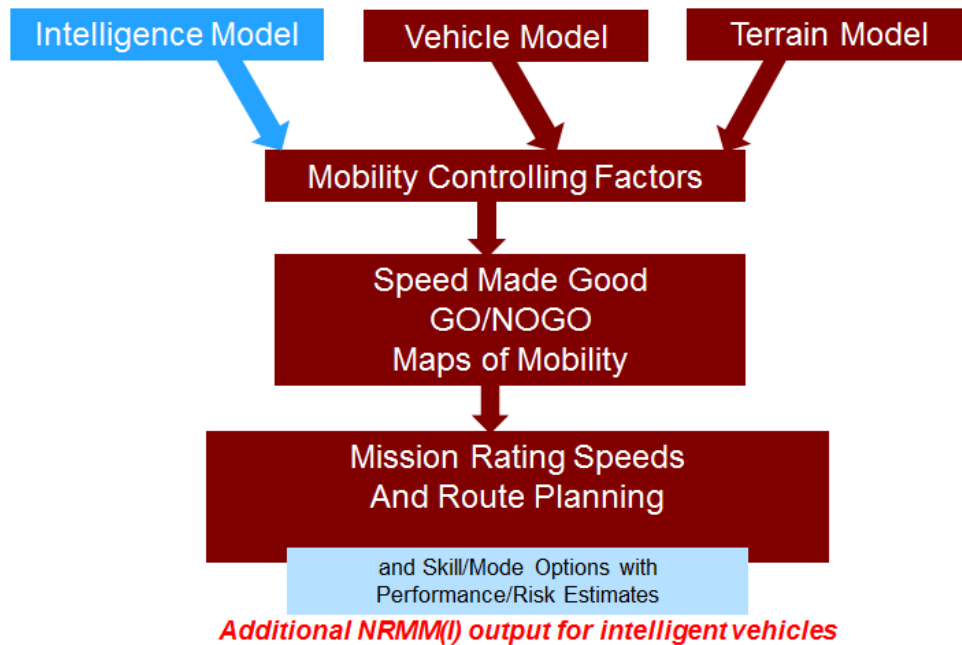 Intelligence Model
Vehicle Model
Terrain Model
Mobility Controlling Factors
Speed Made Good
GO/NOGO
Maps of Mobility
Mission Rating Speeds
And Route Planning
and Skill/Mode Options with
Performance/Risk Estimates
Additional NRMM(I) output for intelligent vehicles